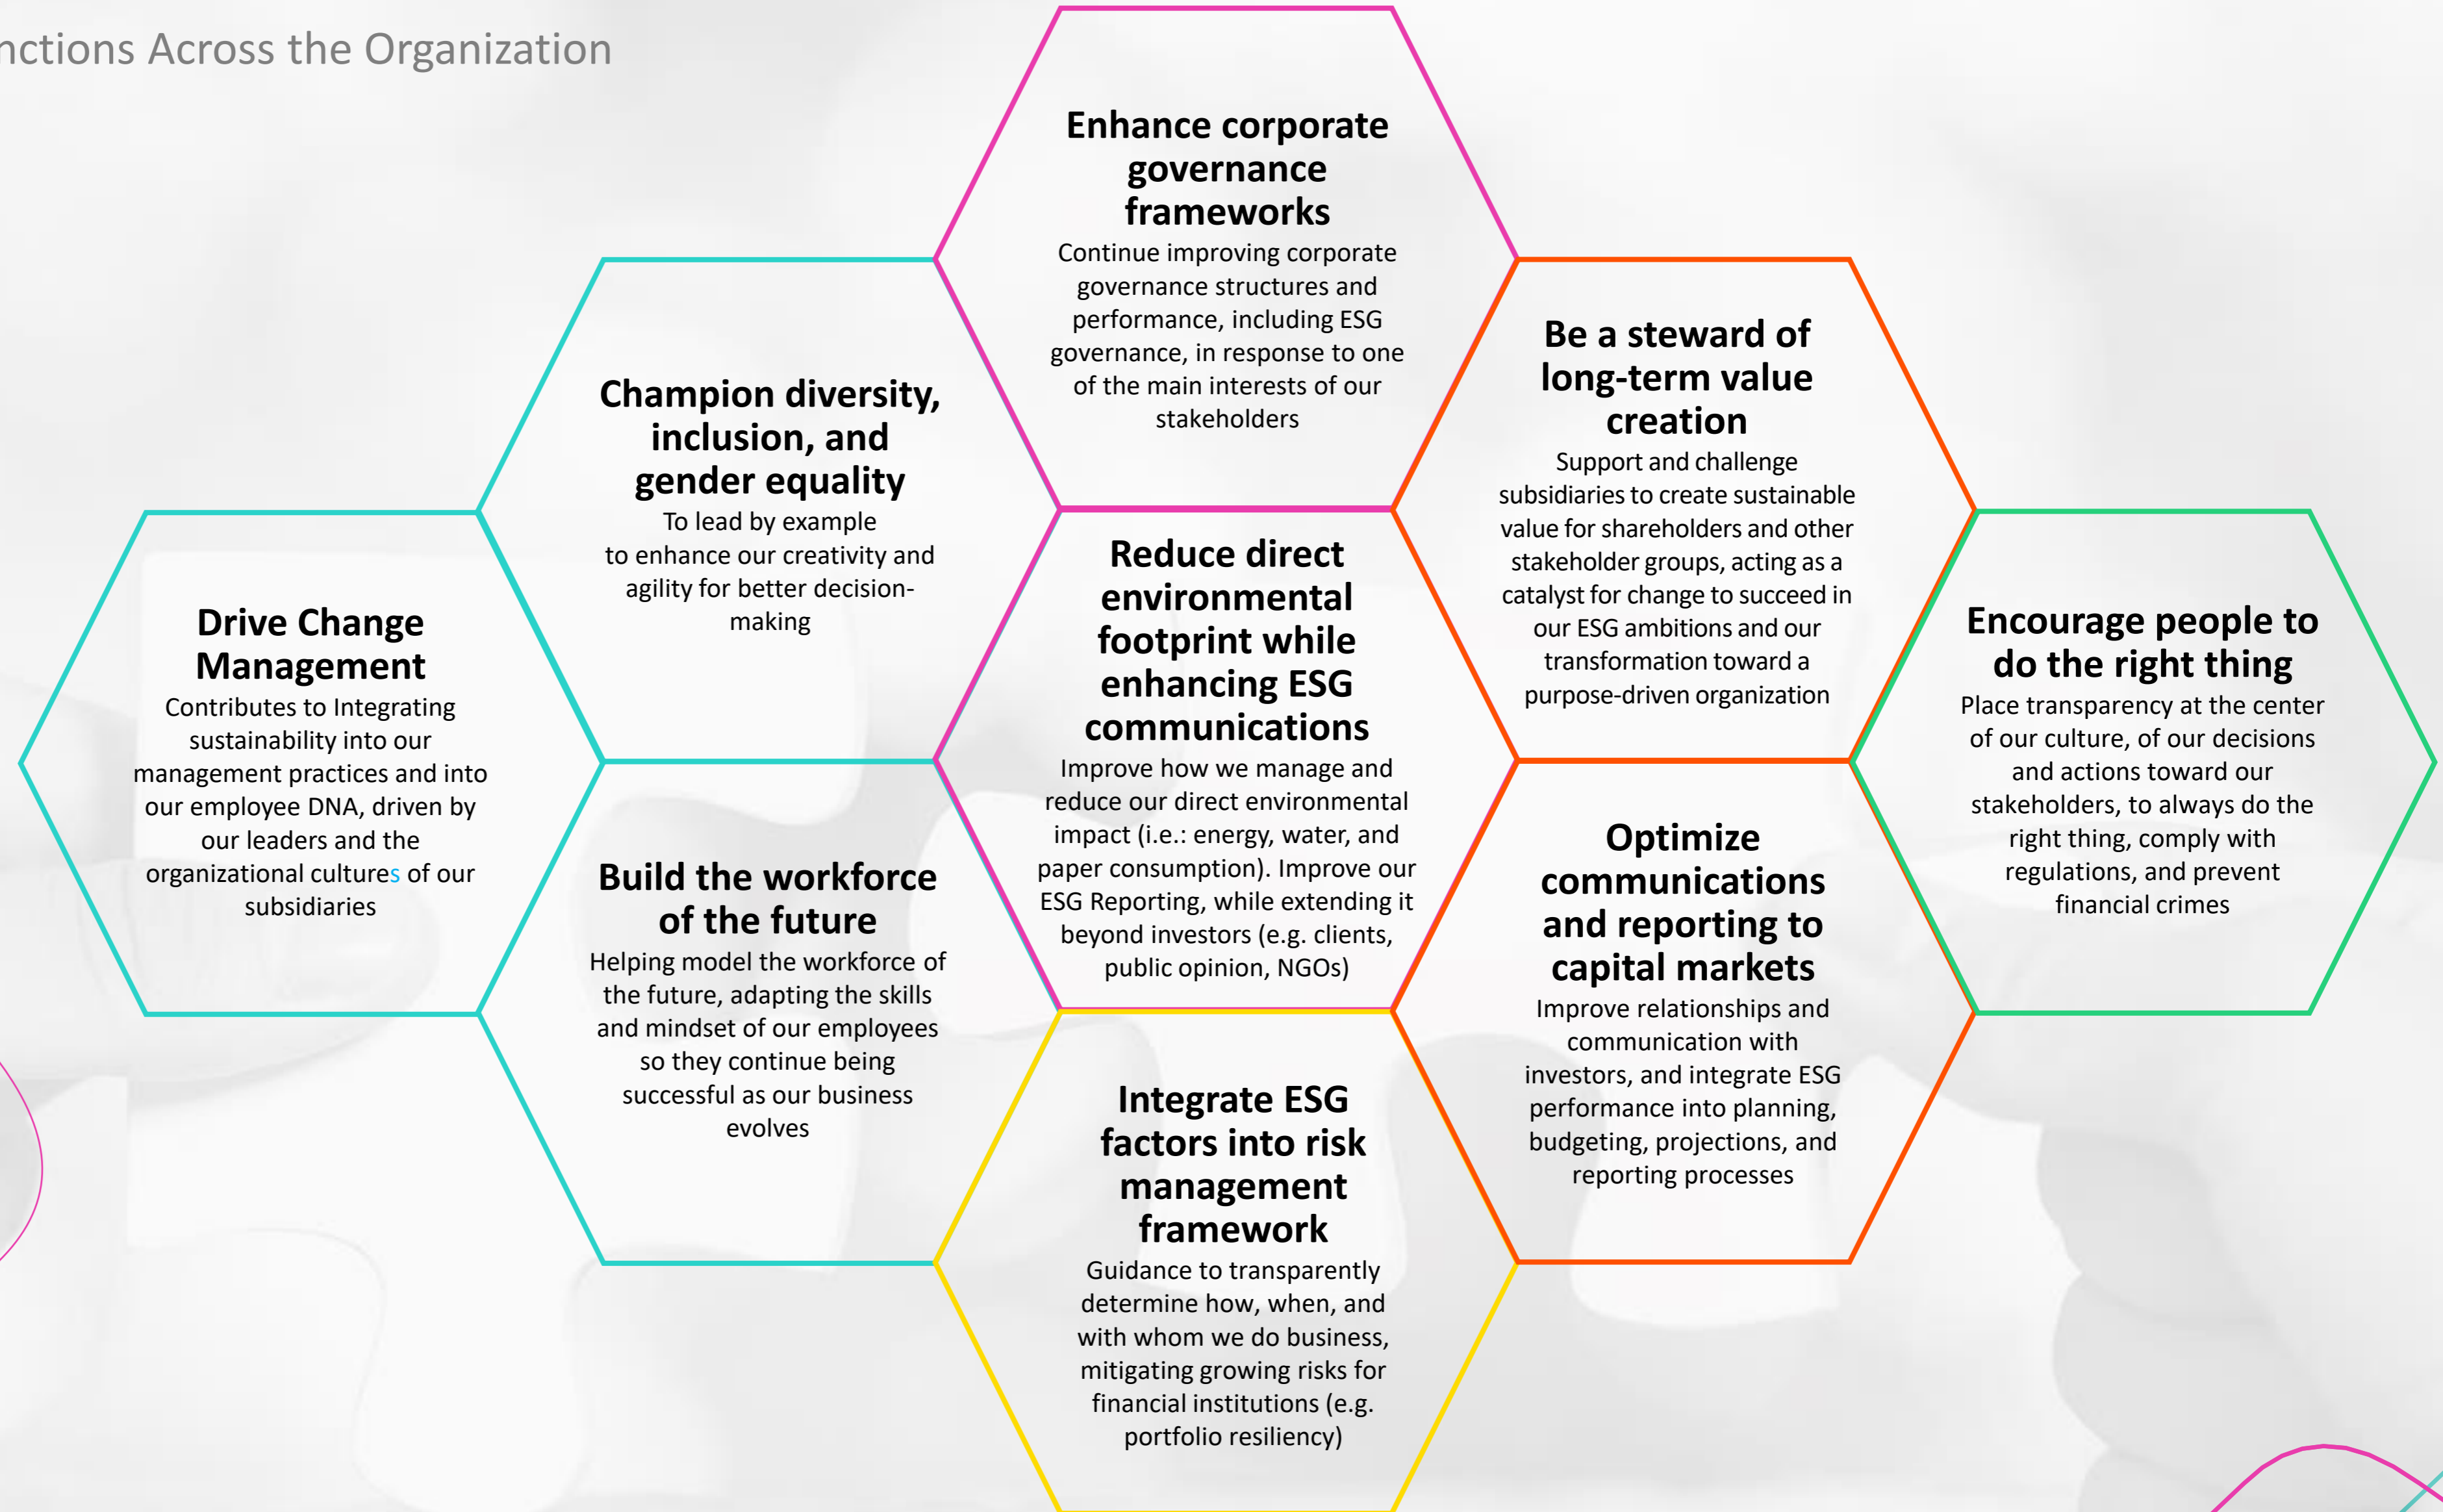 Across the Organization
Enhance corporate
governance
frameworks
Continue improving corporate
governance structures and
performance, including ESG
governance, in response to one
of the main interests of our
stakeholders
Champion diversity,
inclusion, and
gender equality
To lead by example
to enhance our creativity and
agility for better decision-
making
Be a steward of
long-term value
creation
Support and challenge
subsidiaries to create sustainable
value for shareholders and other
stakeholder groups, acting as a
catalyst for change to succeed in
our ESG ambitions and our
transformation toward a
purpose-driven organization
Drive Change
Management
Contributes to Integrating
sustainability into our
management practices and into
our employee DNA, driven by
our leaders and the
organizational cultures of our
subsidiaries
Reduce direct
environmental
footprint while
enhancing ESG
communications
Improve how we manage and
reduce our direct environmental
impact (i.e.: energy, water, and
paper consumption). Improve our
ESG Reporting, while extending it
beyond investors (e.g. clients,
public opinion, NGOs)
Encourage people to
do the right thing
Place transparency at the center
of our culture, of our decisions
and actions toward our
stakeholders, to always do the
right thing, comply with
regulations, and prevent
financial crimes
Build the workforce
of the future
Helping model the workforce of
the future, adapting the skills
and mindset of our employees
so they continue being
successful as our business
evolves
Optimize
communications
and reporting to
capital markets
Improve relationships and
communication with
investors, and integrate ESG
performance into planning,
budgeting, projections, and
reporting processes
Integrate ESG
factors into risk
management
framework
Guidance to transparently
determine how, when, and
with whom we do business,
mitigating growing risks for
financial institutions (e.g.
portfolio resiliency)